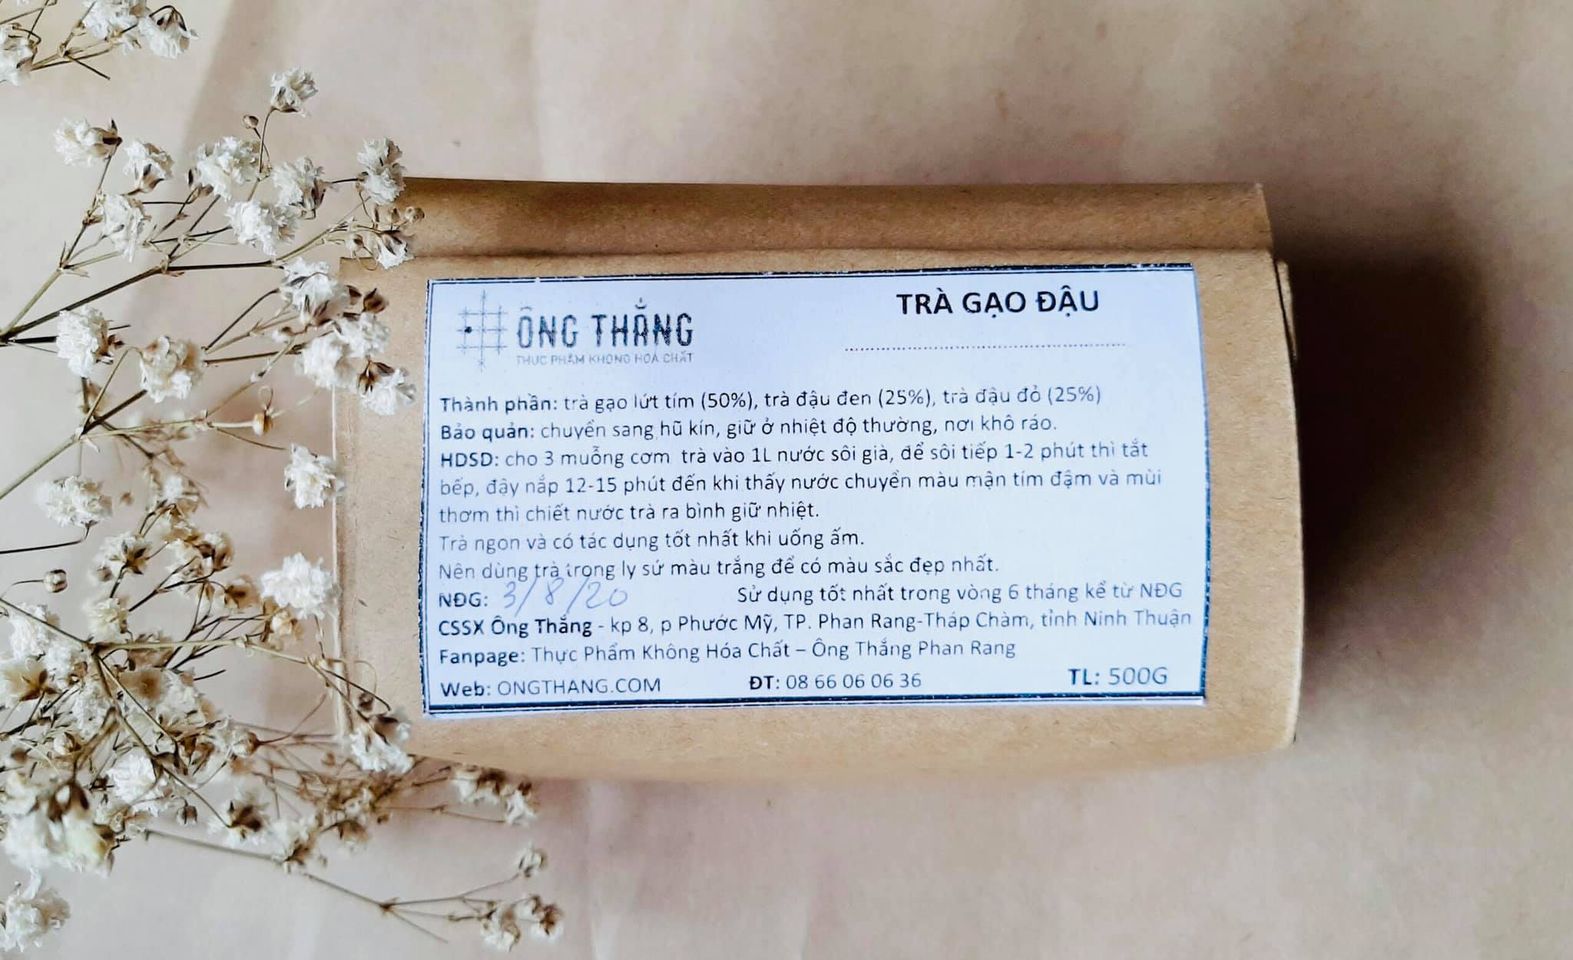 ÔNG THẮNG
THỰC PHẨM KHÔNG HOÁ CHẤT
TRÀ GẠO ĐẬU
Thành phần: trà gạo lứt tím (50%), trà đậu đen (25%), trà đậu đỏ (25%)
Bảo quản: chuyển sang hũ kín, giữ ở nhiệt độ thường, nơi khô ráo.
HDSD: cho 3 muỗng cơm trà vào 1L nước sôi già, để sôi tiếp 1-2 phút thì tắt
bếp, đậy nắp 12-15 phút đến khi thấy nước chuyển màu mận tím đậm và mùi
thơm thì chiết nước trà ra bình giữ nhiệt.
Trà ngon và có tác dụng tốt nhất khi uống ấm.
Nên dùng trà trong ly sứ màu trắng để có màu sắc đẹp nhất.
NĐG: 3/8/20 Sử dụng tốt nhất trong vòng 6 tháng kể từ NĐG
CSSX Ông Thắng - kp 8, p Phước Mỹ, TP. Phan Rang-Tháp Chàm, tỉnh Ninh Thuận
Fanpage: Thực Phẩm Không Hóa Chất – Ông Thắng Phan Rang
Web: ONGTHANG.COM ĐT: 08 66 06 06 36 TL: 500G